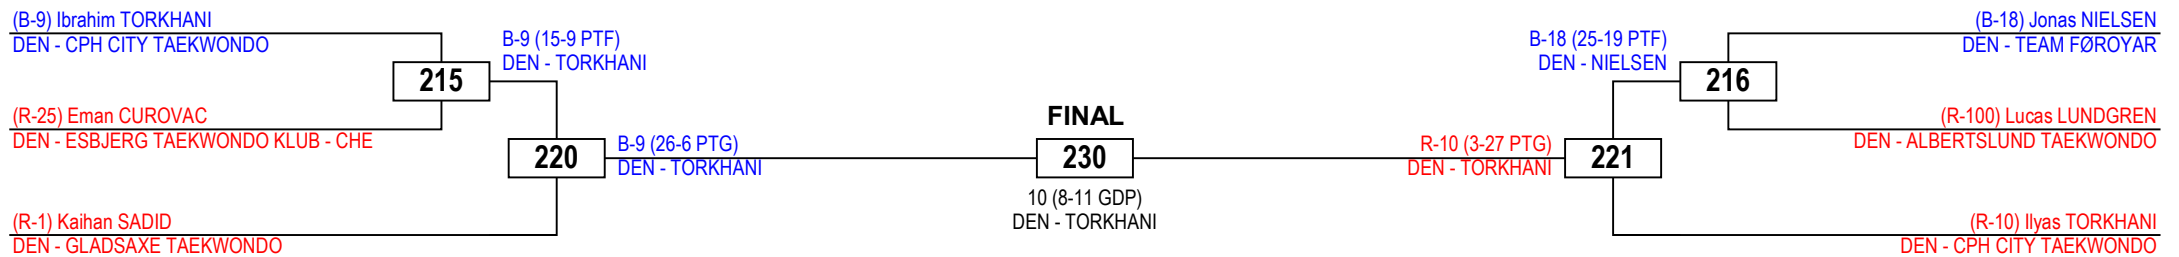 (B-9) Ibrahim TORKHANI
DEN - CPH CITY TAEKWONDO
B-9 (15-9 PTF)
DEN - TORKHANI
215
(R-25) Eman CUROVAC
DEN - ESBJERG TAEKWONDO KLUB - CHE
220
B-9 (26-6 PTG)
DEN - TORKHANI
(R-1) Kaihan SADID
DEN - GLADSAXE TAEKWONDO
FINAL
230
10 (8-11 GDP)
DEN - TORKHANI
(B-18) Jonas NIELSEN
DEN - TEAM FØROYAR
B-18 (25-19 PTF)
DEN - NIELSEN
216
(R-100) Lucas LUNDGREN
DEN - ALBERTSLUND TAEKWONDO
R-10 (3-27 PTG)
DEN - TORKHANI
221
(R-10) Ilyas TORKHANI
DEN - CPH CITY TAEKWONDO